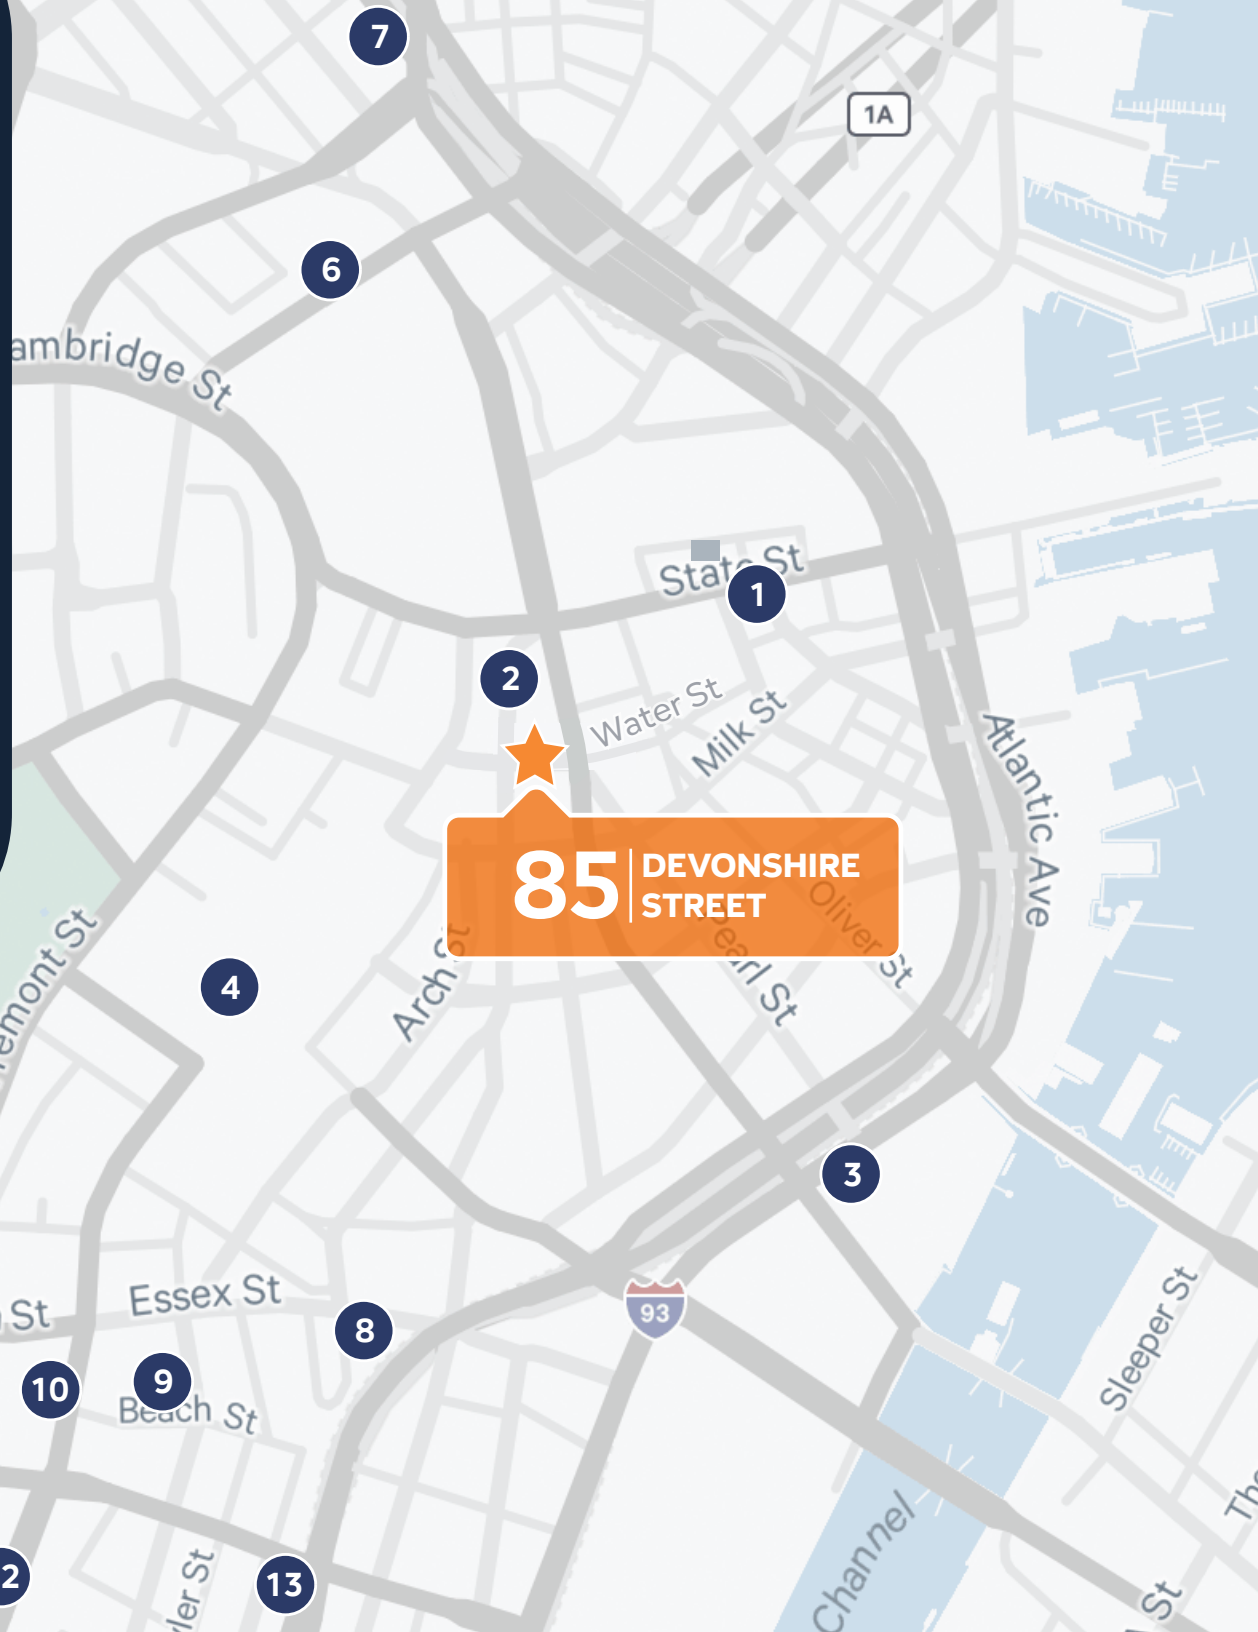 7
1A
6
ambridge St
State St
1
2
Water St
Milk St
Atlantic Ave
85
DEVONSHIRE
STREET
Oliver St
Pearl St
Arch St
emont St
4
3
Essex St
St
93
8
Sleeper St
9
10
Beach St
Channel
2
13
ler St
St